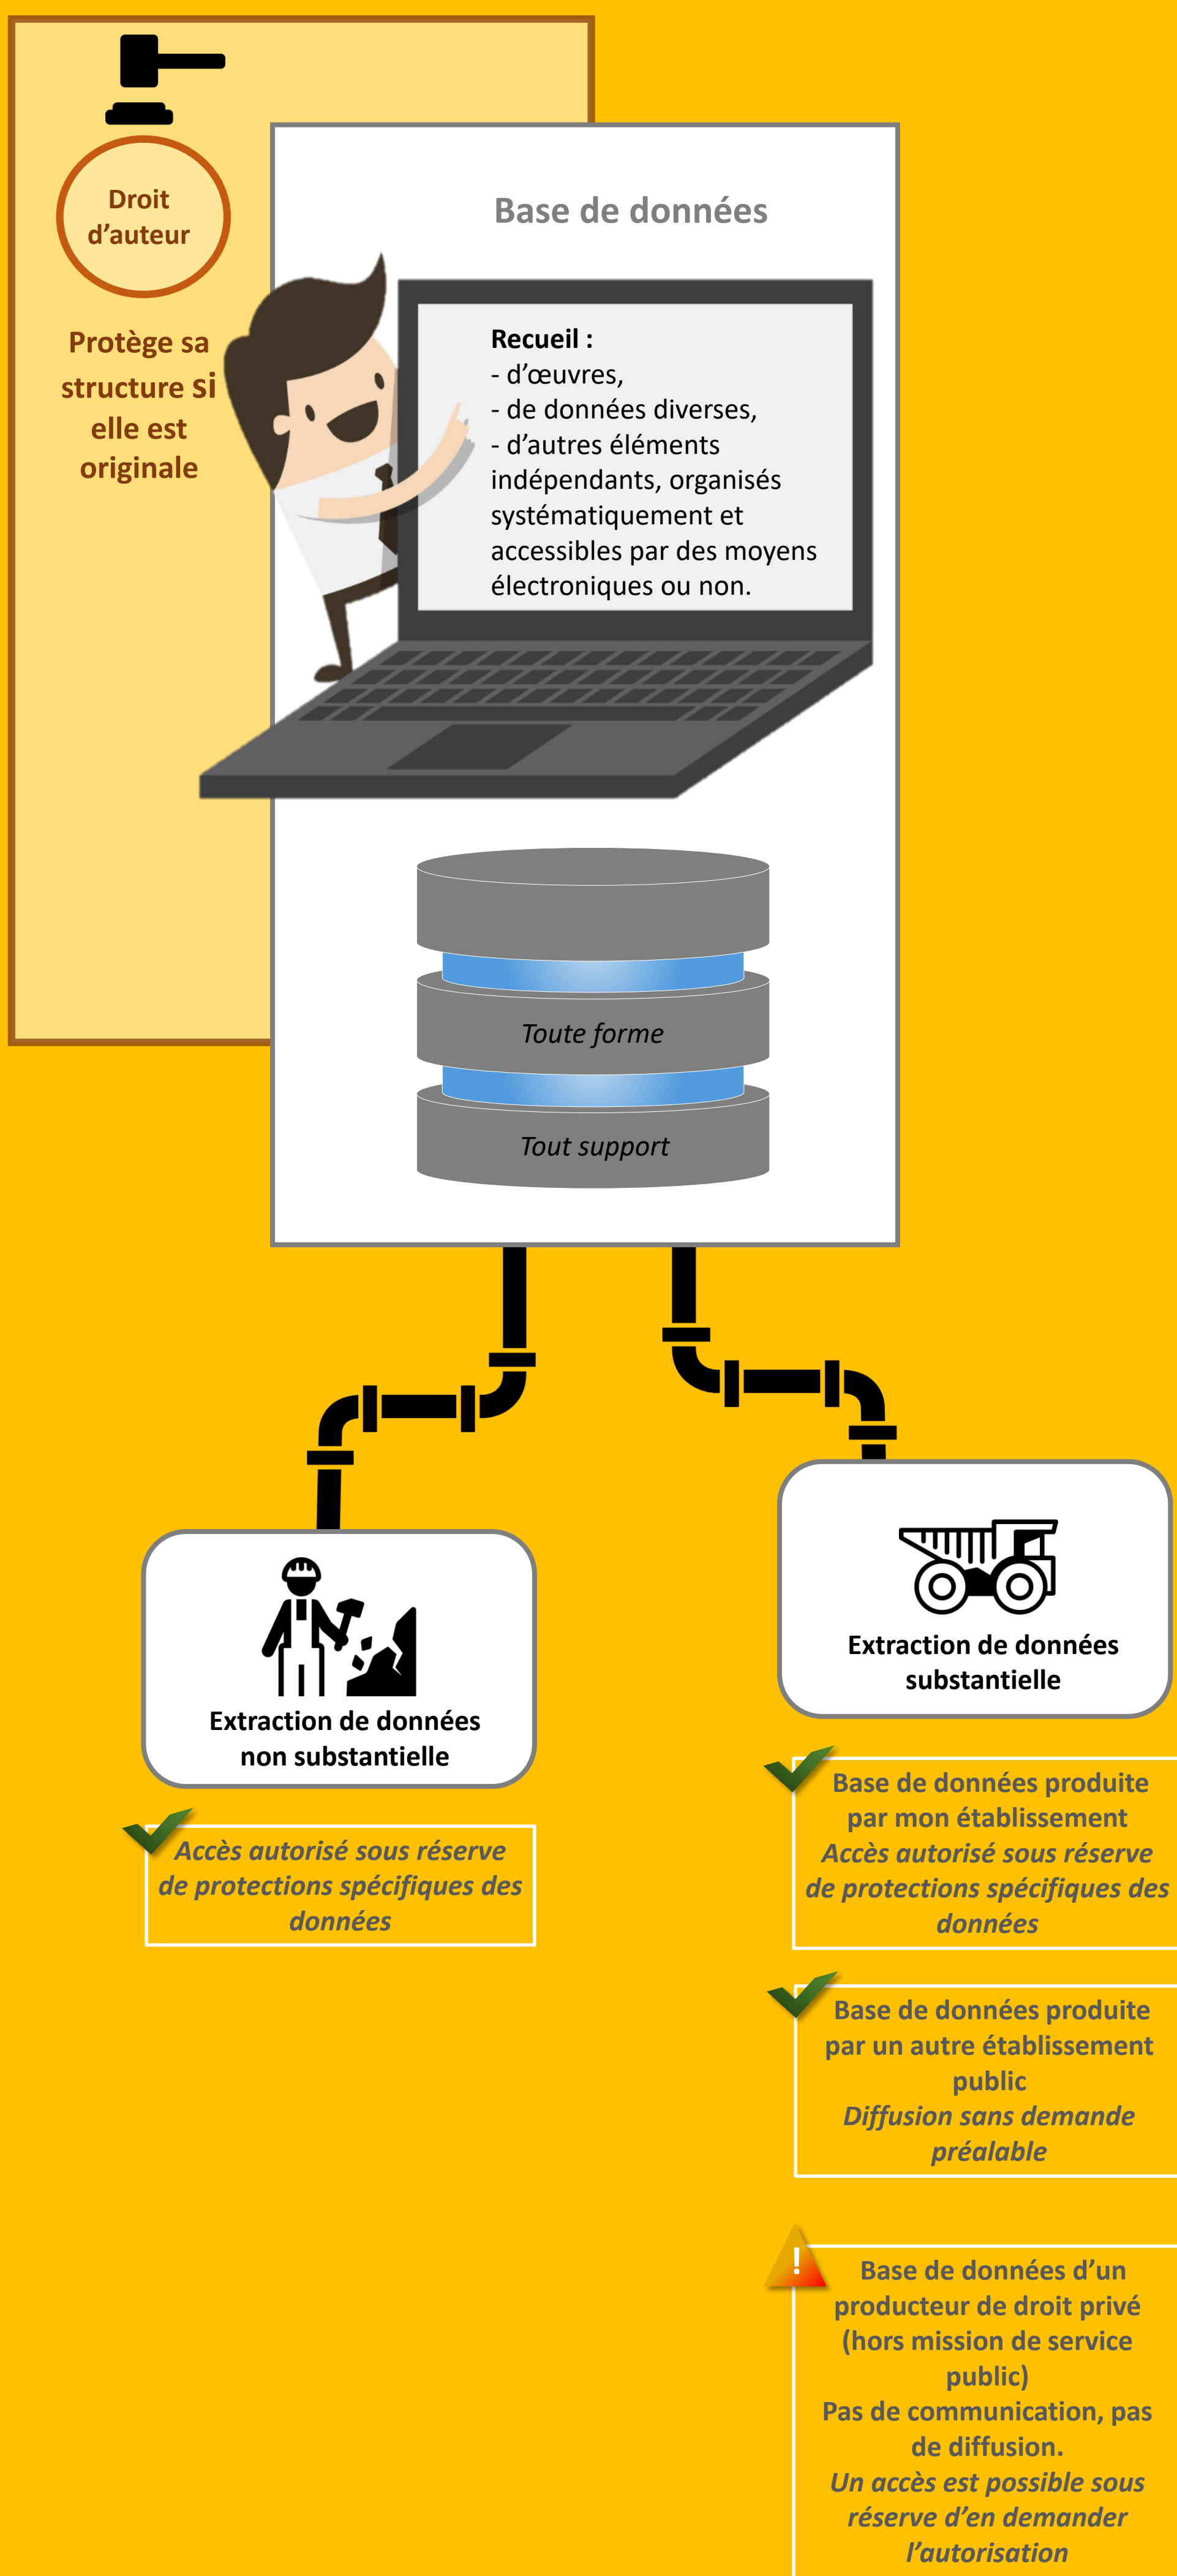 Droit
d’auteur
Protège sa
structure si
elle est
originale
Base de données
Recueil :
- d’œuvres,
- de données diverses,
- d’autres éléments
indépendants, organisés
systématiquement et
accessibles par des moyens
électroniques ou non.
Toute forme
Tout support
Extraction de données
non substantielle
Accès autorisé sous réserve
de protections spécifiques des
données
Extraction de données
substantielle
Base de données produite
par mon établissement
Accès autorisé sous réserve
de protections spécifiques des
données
Base de données produite
par un autre établissement
public
Diffusion sans demande
préalable
!
Base de données d’un
producteur de droit privé
(hors mission de service
public)
Pas de communication, pas
de diffusion.
Un accès est possible sous
réserve d’en demander
l’autorisation